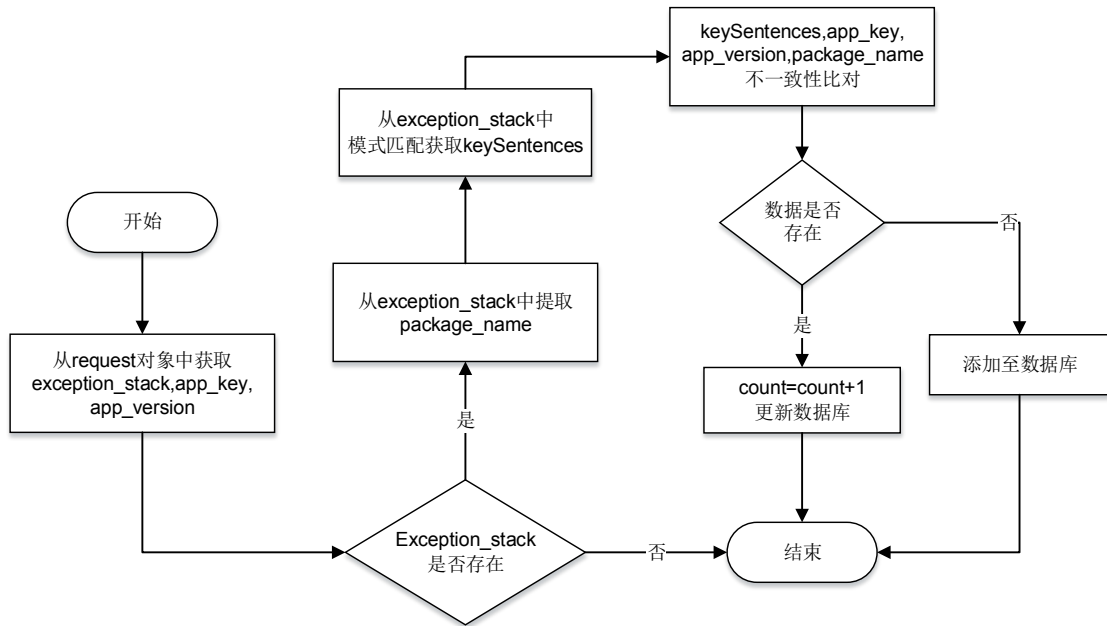 开始
从request对象中获取
exception_stack,app_key,
app_version
Exception_stack
是否存在
是
否
从exception_stack中提取
package_name
从exception_stack中
模式匹配获取keySentences
keySentences,app_key,
app_version,package_name
不一致性比对
数据是否
存在
是
否
count=count+1
更新数据库
添加至数据库
结束